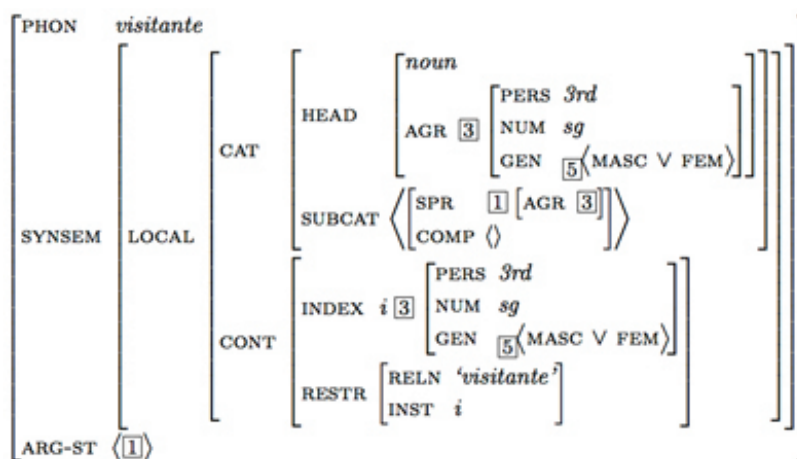 PHON visitante
noun
PERS 3rd
HEAD AGR 3 NUM sg
CAT GEN 5⟨MASC ∨ FEM⟩
SPR 1 [AGR 3]
SUBCAT
SYNSEM LOCAL COMP ⟨⟩
PERS 3rd
INDEX i 3 NUM sg
CONT GEN 5⟨MASC ∨ FEM⟩
RELN ‘visitante’
RESTR
INST i
ARG-ST ⟨1⟩